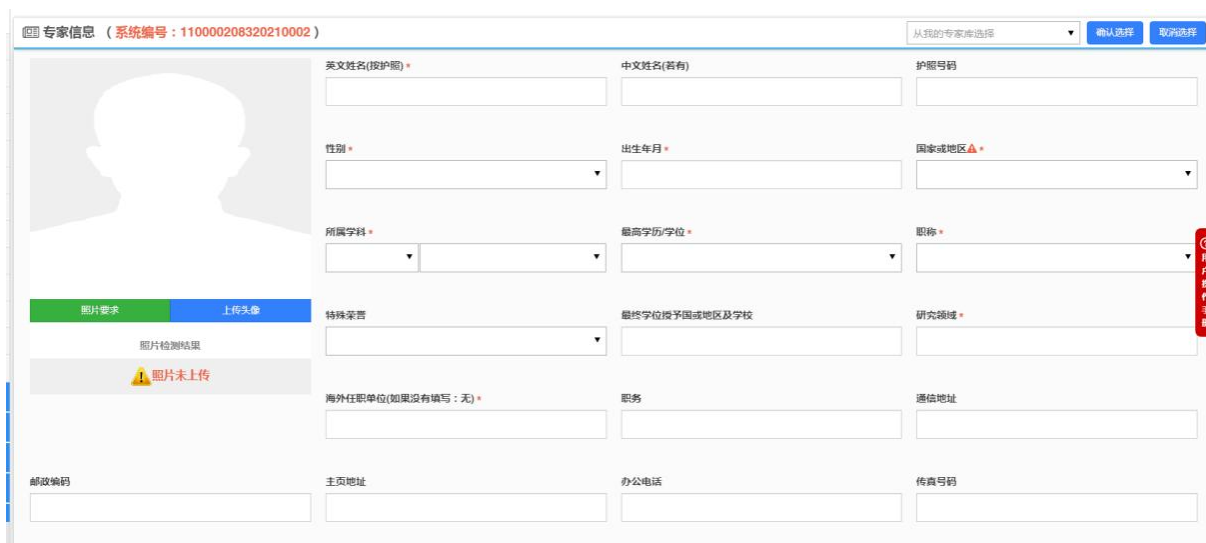 专家信息 （系统编号：110000208320210002）
从我的专家库选择
确认选择
取消选择
英文姓名(按护照) *
中文姓名(若有)
护照号码
性别 *
出生年月 *
国家或地区 *
所属学科 *
最高学历/学位 *
职称 *
照片要求
上传头像
特殊荣誉
最终学位授予国或地区及学校
研究领域 *
照片检测结果
照片未上传
海外任职单位(如果没有填写：无) *
职务
通信地址
邮政编码
主页地址
办公电话
传真号码
用户操作手册